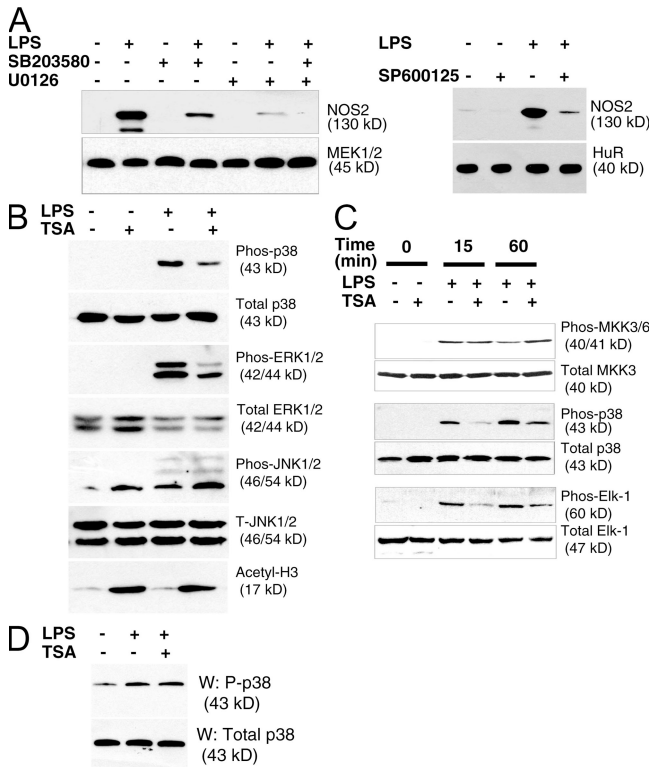 A
LPS - + - + - + +
SB203580 - - + + - - +
U0126 - - - - + + +
NOS2
(130 kD)
MEK1/2
(45 kD)
LPS - - + +
SP600125 - + - +
NOS2
(130 kD)
HuR
(40 kD)
B
LPS - - + +
TSA - + - +
Phos-p38
(43 kD)
Total p38
(43 kD)
Phos-ERK1/2
(42/44 kD)
Total ERK1/2
(42/44 kD)
Phos-JNK1/2
(46/54 kD)
T-JNK1/2
(46/54 kD)
Acetyl-H3
(17 kD)
C
Time 0 15 60
(min)
LPS - - + + + +
TSA - + - + - +
Phos-MKK3/6
(40/41 kD)
Total MKK3
(40 kD)
Phos-p38
(43 kD)
Total p38
(43 kD)
Phos-Elk-1
(60 kD)
Total Elk-1
(47 kD)
D
LPS - + +
TSA - - +
W: P-p38
(43 kD)
W: Total p38
(43 kD)